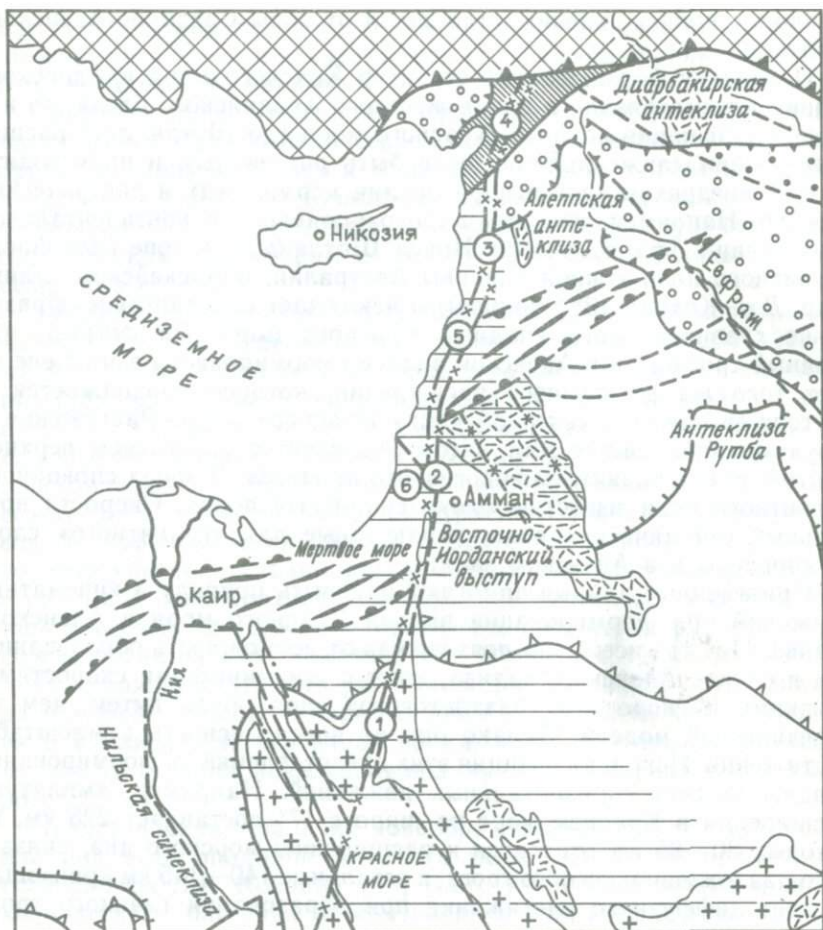 Диарбакирская
антеклиза
4
Алеппская
анте-
клиза
Никозия
3
р. Евфрат
СРЕДИЗЕМНОЕ
МОРЕ
5
Антеклиза
Рутба
6
2
Амман
Мертвое море
Восточно-
Иорданский
выступ
Каир
Нил
1
Нильская синеклиза
КРАСНОЕ
МОРЕ